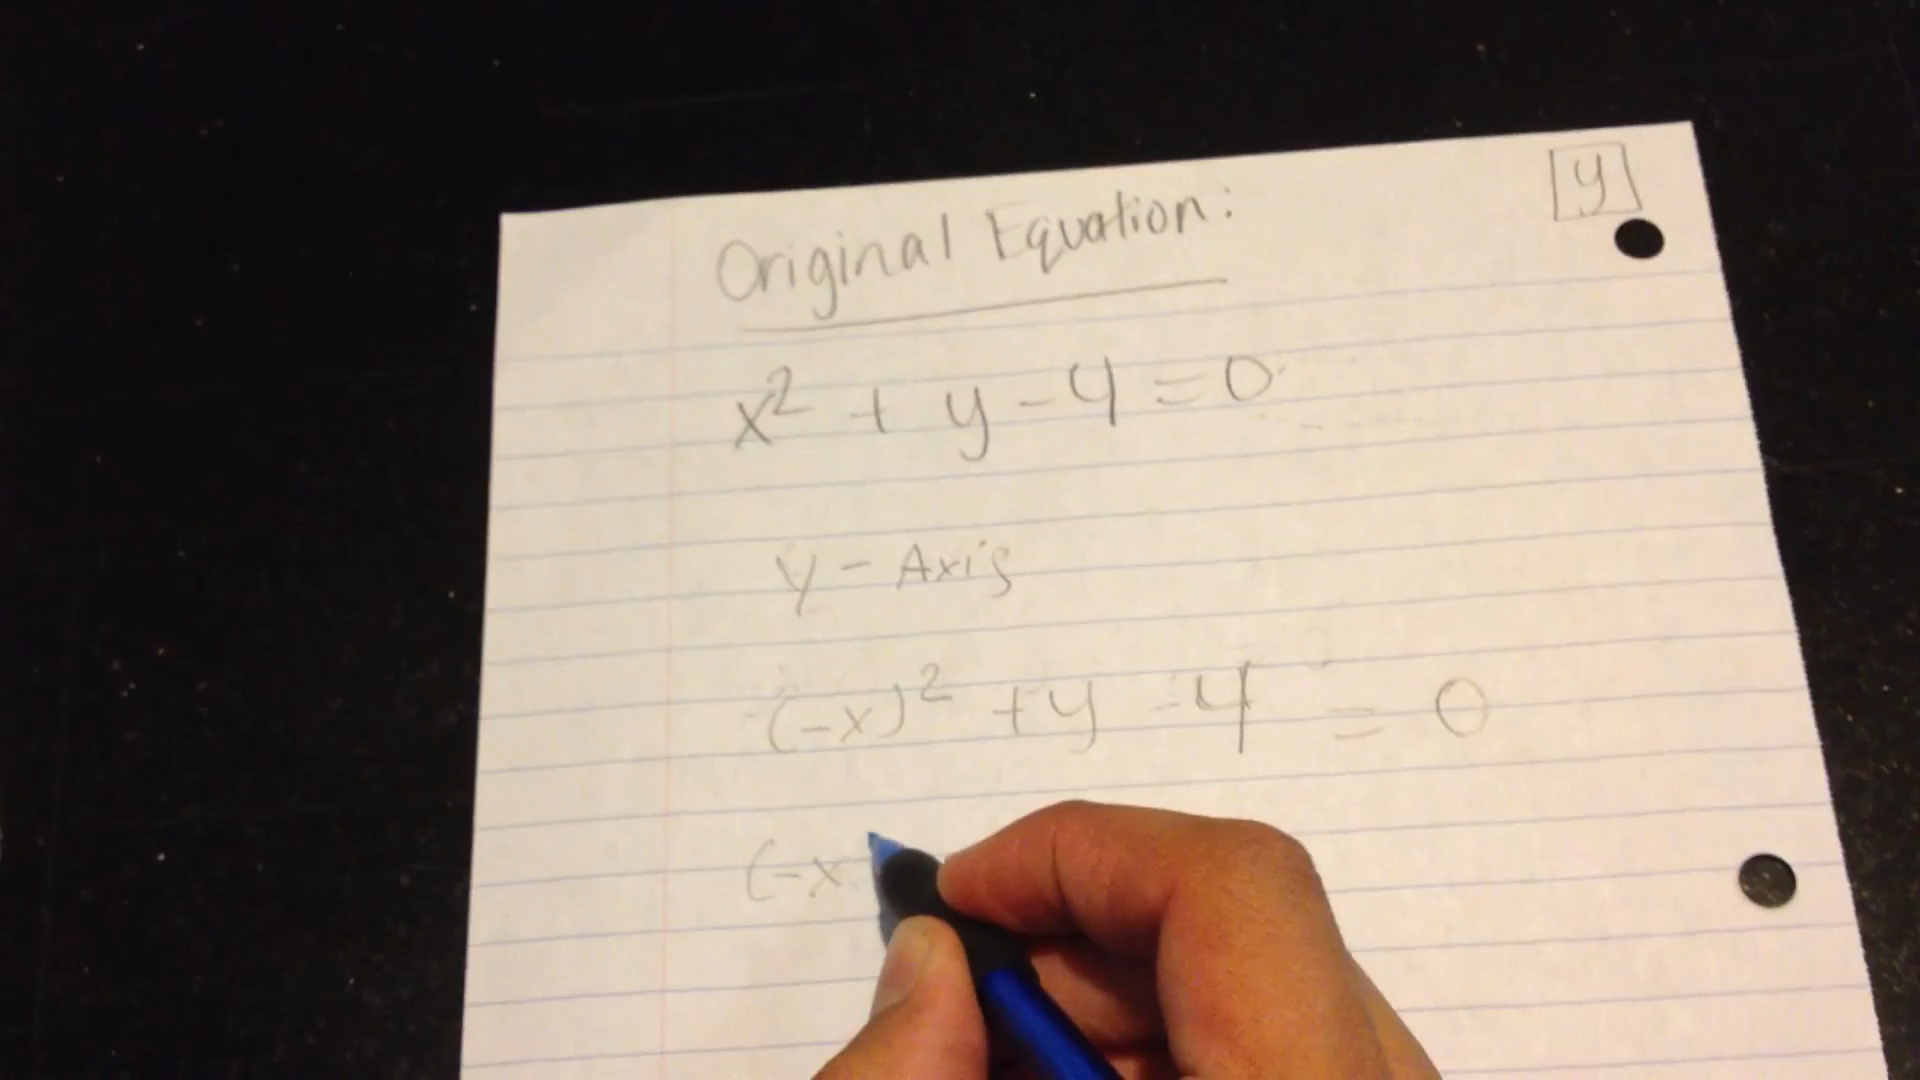 y
Original Equation:
x² + y - 4 = 0
y - Axis
(-x)² + y - 4 = 0
(-x